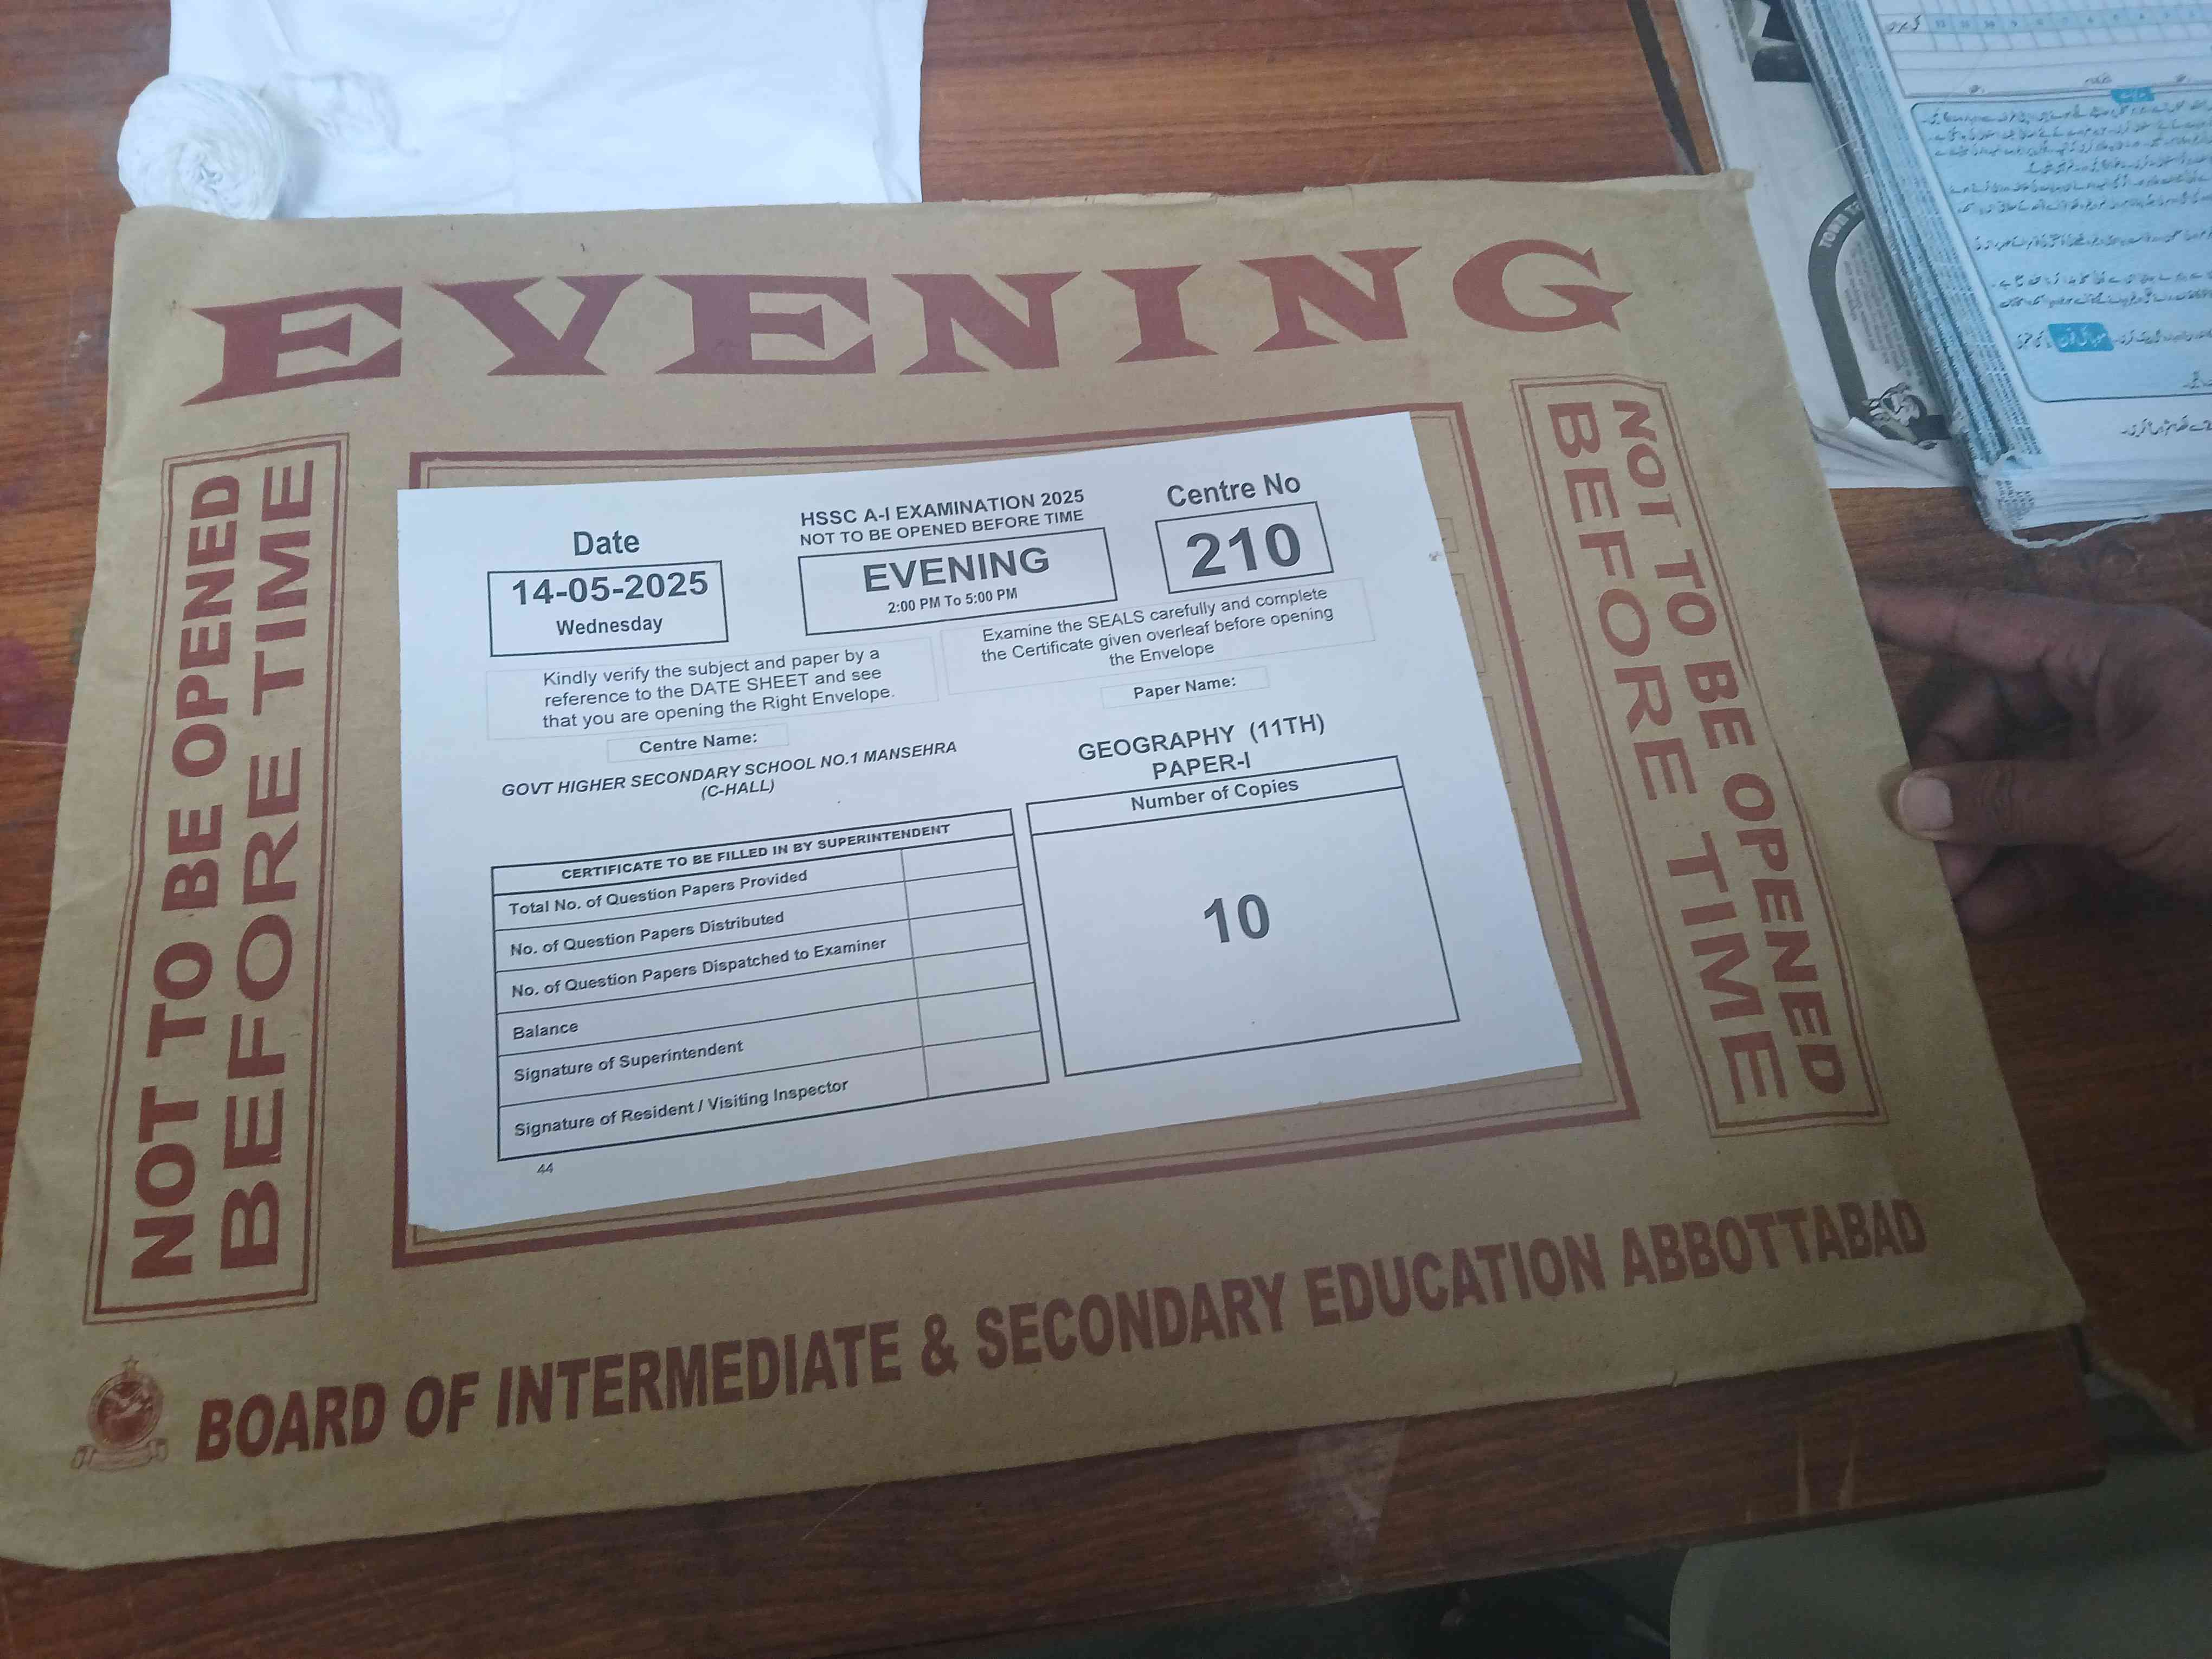 EVENING
NOT TO BE OPENED
BEFORE TIME
NOT TO BE OPENED
BEFORE TIME
Date
14-05-2025
Wednesday
HSSC A-I EXAMINATION 2025
NOT TO BE OPENED BEFORE TIME
EVENING
2:00 PM To 5:00 PM
Centre No
210
Kindly verify the subject and paper by a
reference to the DATE SHEET and see
that you are opening the Right Envelope.
Examine the SEALS carefully and complete
the Certificate given overleaf before opening
the Envelope
Centre Name:
GOVT HIGHER SECONDARY SCHOOL NO.1 MANSEHRA
(C-HALL)
Paper Name:
GEOGRAPHY (11TH)
PAPER-I
CERTIFICATE TO BE FILLED IN BY SUPERINTENDENT
Total No. of Question Papers Provided
No. of Question Papers Distributed
No. of Question Papers Dispatched to Examiner
Balance
Signature of Superintendent
Signature of Resident / Visiting Inspector
Number of Copies
10
44
BOARD OF INTERMEDIATE & SECONDARY EDUCATION ABBOTTABAD